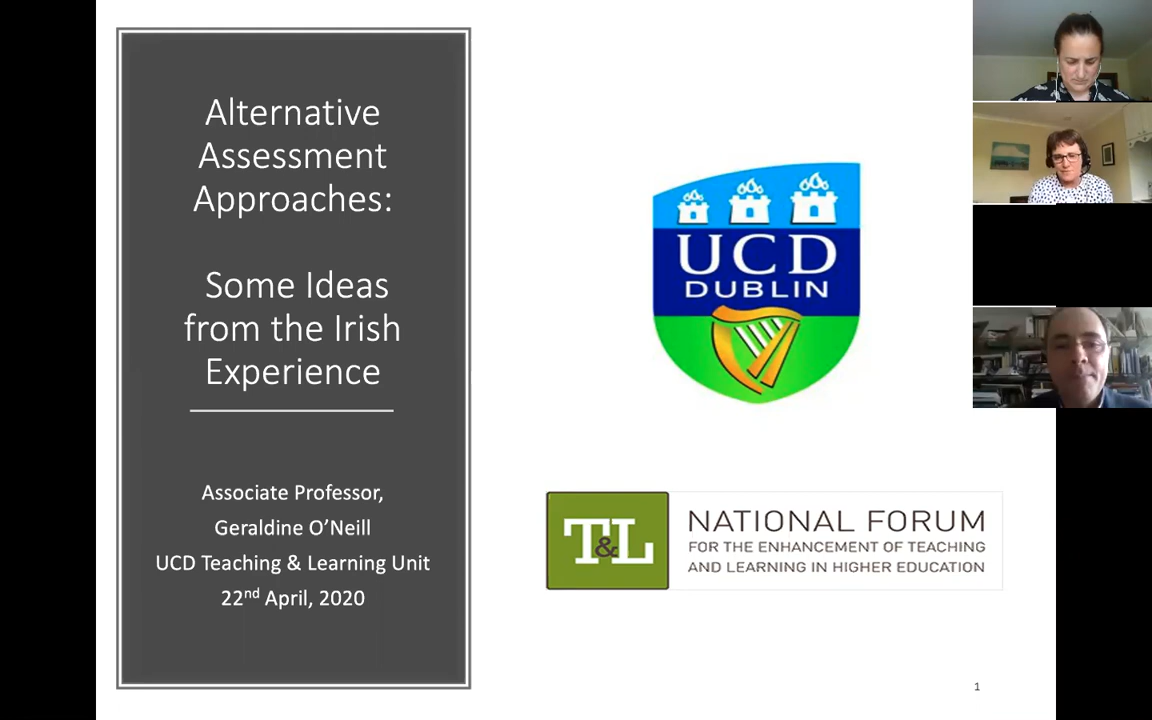 Alternative
Assessment
Approaches:
Some Ideas
from the Irish
Experience
Associate Professor,
Geraldine O’Neill
UCD Teaching & Learning Unit
22nd April, 2020
UCD
DUBLIN
T&L
NATIONAL FORUM
FOR THE ENHANCEMENT OF TEACHING
AND LEARNING IN HIGHER EDUCATION
1